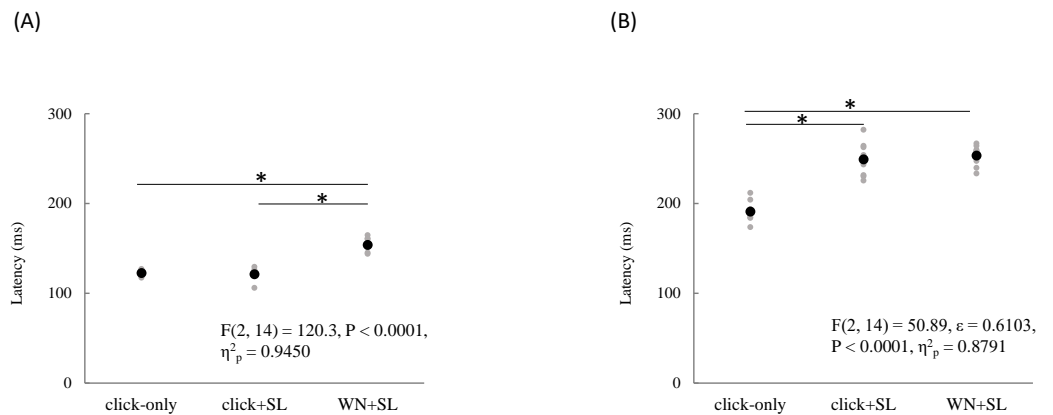 (A)
300
200
100
0
Latency (ms)
*
*
F(2, 14) = 120.3, P < 0.0001,
η²p = 0.9450
click-only click+SL WN+SL
(B)
300
200
100
0
Latency (ms)
*
*
F(2, 14) = 50.89, ε = 0.6103,
P < 0.0001, η²p = 0.8791
click-only click+SL WN+SL